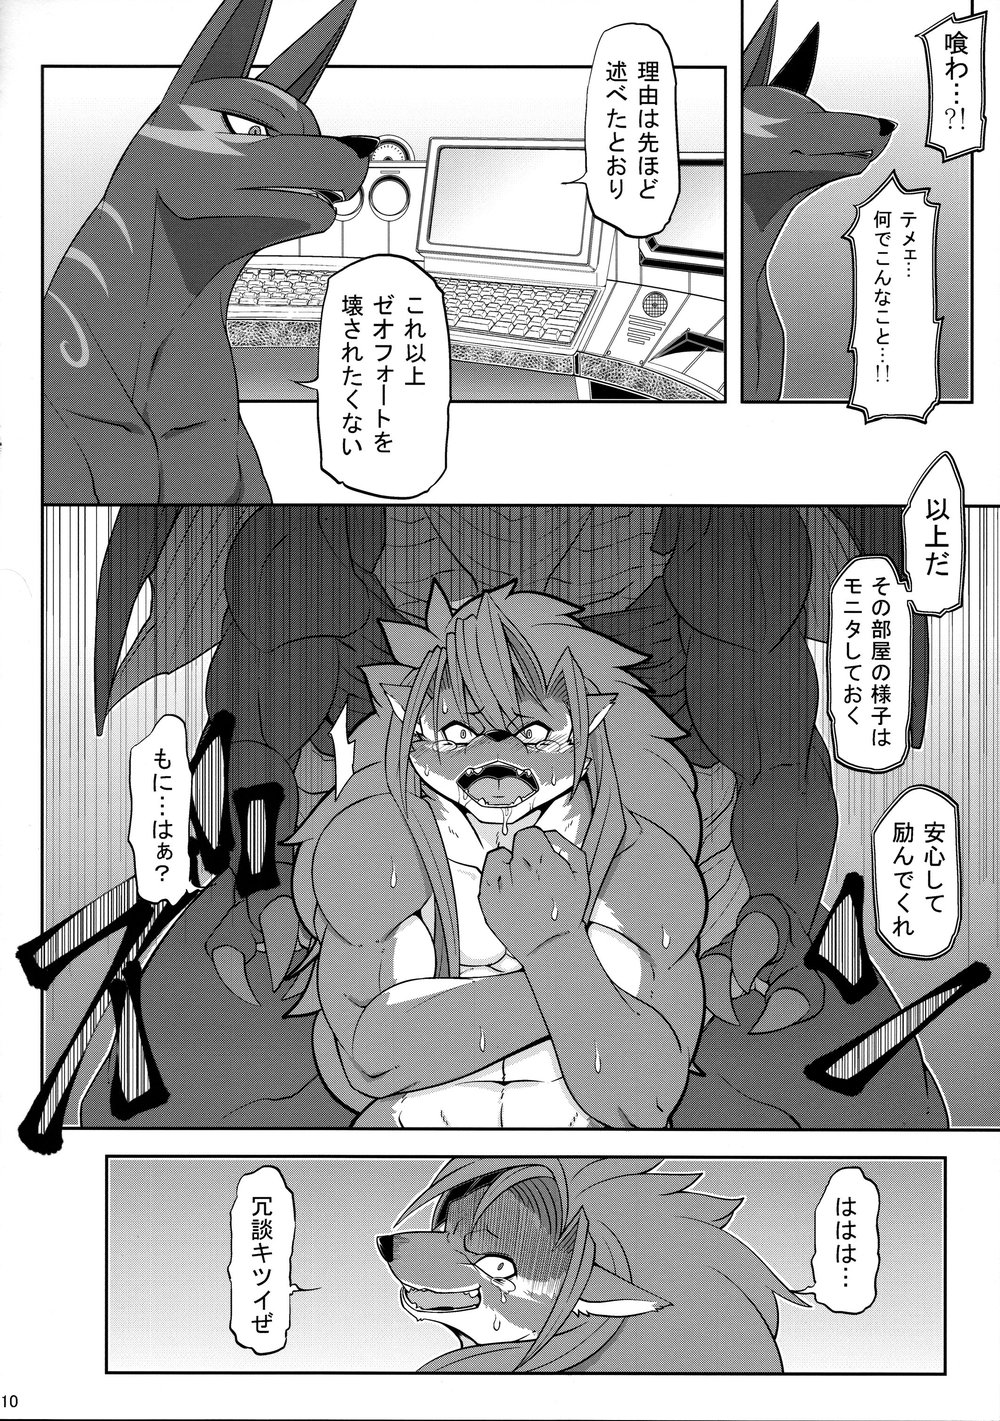 喰わ…?!
テメェ…
何でこんなこと…!!
理由は先ほど
述べたとおり
これ以上
ゼオフォートを
壊されたくない
以上だ
その部屋の様子は
モニタしておく
安心して
励んでくれ
もに…はぁ?
ははは…
冗談キツイぜ
10